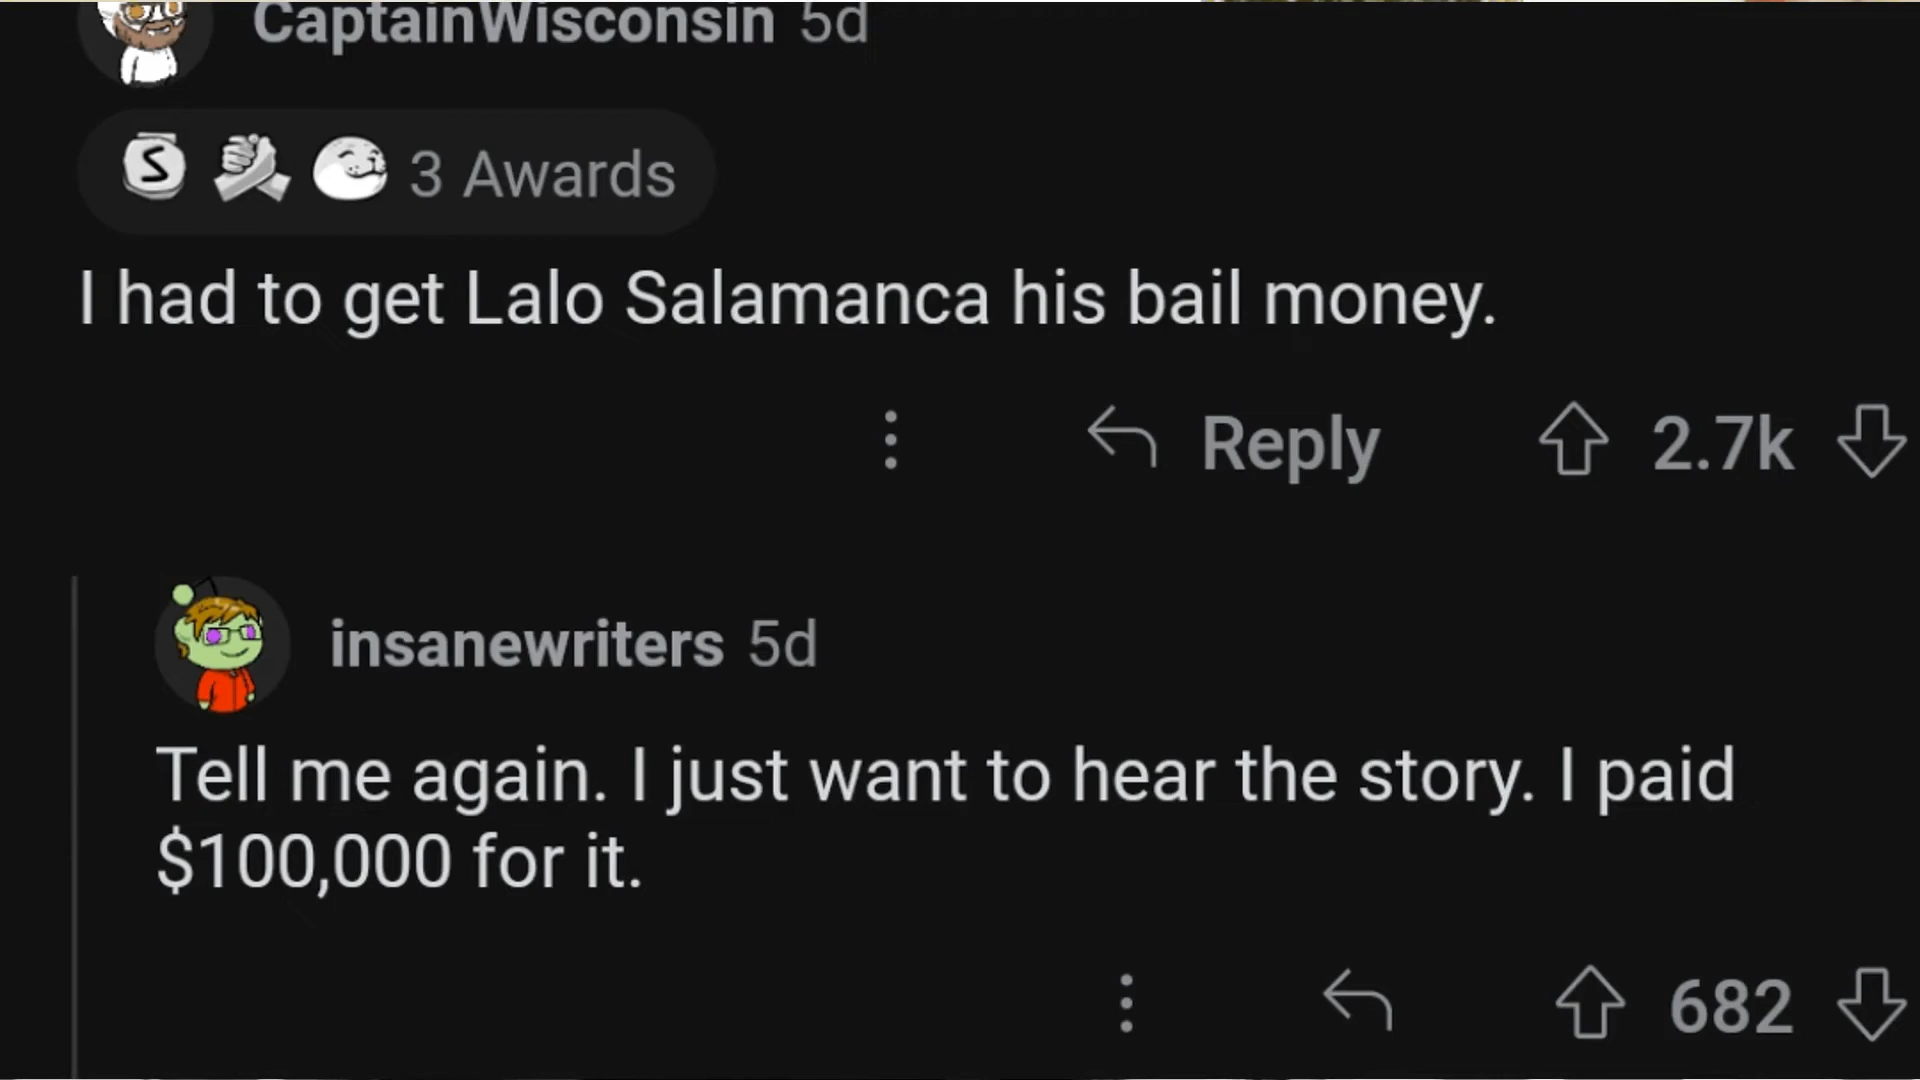 CaptainWisconsin 5d
S 3 Awards
I had to get Lalo Salamanca his bail money.
Reply 2.7k
insanewriters 5d
Tell me again. I just want to hear the story. I paid
$100,000 for it.
682